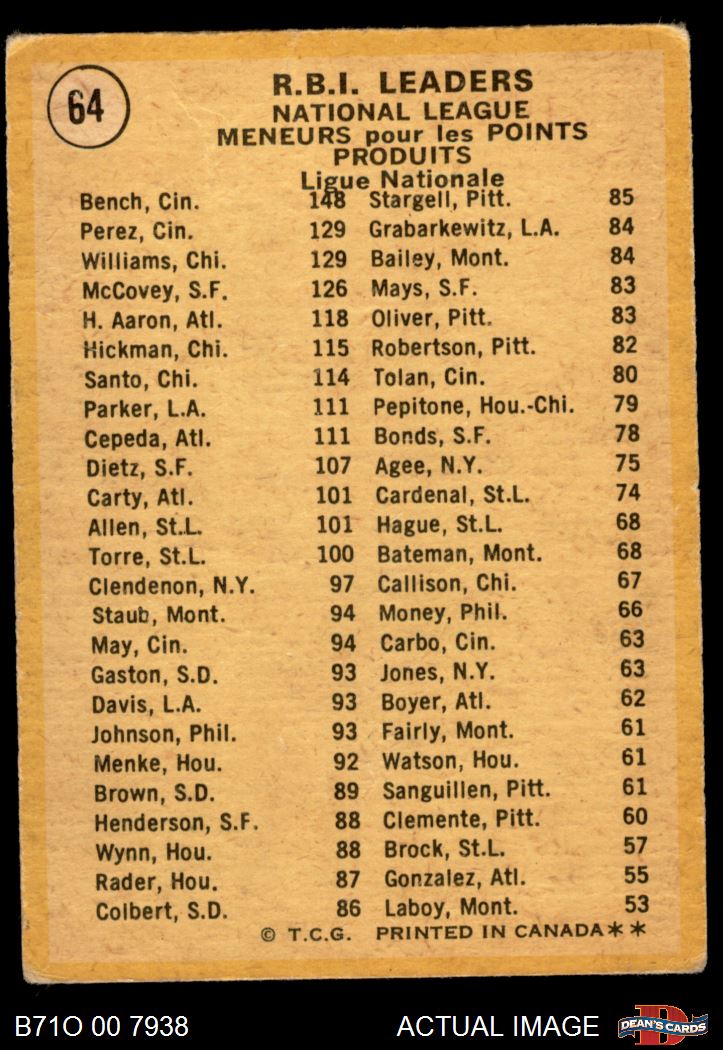 64
R.B.I. LEADERS
NATIONAL LEAGUE
MENEURS pour les POINTS
PRODUITS
Ligue Nationale
Bench, Cin. 148 Stargell, Pitt. 85
Perez, Cin. 129 Grabarkewitz, L.A. 84
Williams, Chi. 129 Bailey, Mont. 84
McCovey, S.F. 126 Mays, S.F. 83
H. Aaron, Atl. 118 Oliver, Pitt. 83
Hickman, Chi. 115 Robertson, Pitt. 82
Santo, Chi. 114 Tolan, Cin. 80
Parker, L.A. 111 Pepitone, Hou.-Chi. 79
Cepeda, Atl. 111 Bonds, S.F. 78
Dietz, S.F. 107 Agee, N.Y. 75
Carty, Atl. 101 Cardenal, St.L. 74
Allen, St.L. 101 Hague, St.L. 68
Torre, St.L. 100 Bateman, Mont. 68
Clendenon, N.Y. 97 Callison, Chi. 67
Staub, Mont. 94 Money, Phil. 66
May, Cin. 94 Carbo, Cin. 63
Gaston, S.D. 93 Jones, N.Y. 63
Davis, L.A. 93 Boyer, Atl. 62
Johnson, Phil. 93 Fairly, Mont. 61
Menke, Hou. 92 Watson, Hou. 61
Brown, S.D. 89 Sanguillen, Pitt. 61
Henderson, S.F. 88 Clemente, Pitt. 60
Wynn, Hou. 88 Brock, St.L. 57
Rader, Hou. 87 Gonzalez, Atl. 55
Colbert, S.D. 86 Laboy, Mont. 53
© T.C.G. PRINTED IN CANADA**
B71O 00 7938 ACTUAL IMAGE D DEAN'S CARDS